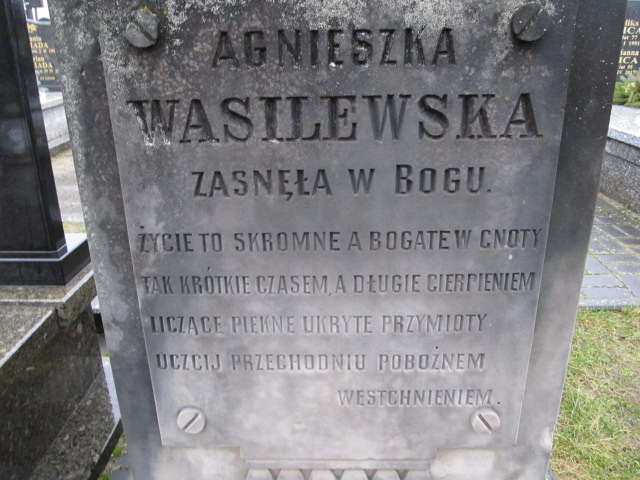 AGNIESZKA
WASILEWSKA
ZASNĘŁA W BOGU.
ŻYCIE TO SKROMNE A BOGATE W CNOTY
TAK KRÓTKIE CZASEM, A DŁUGIE CIERPIENIEM
LICZĄCE PIĘKNE UKRYTE PRZYMIOTY
UCZCIJ PRZECHODNIU POBOŻNEM
WESTCHNIENIEM.